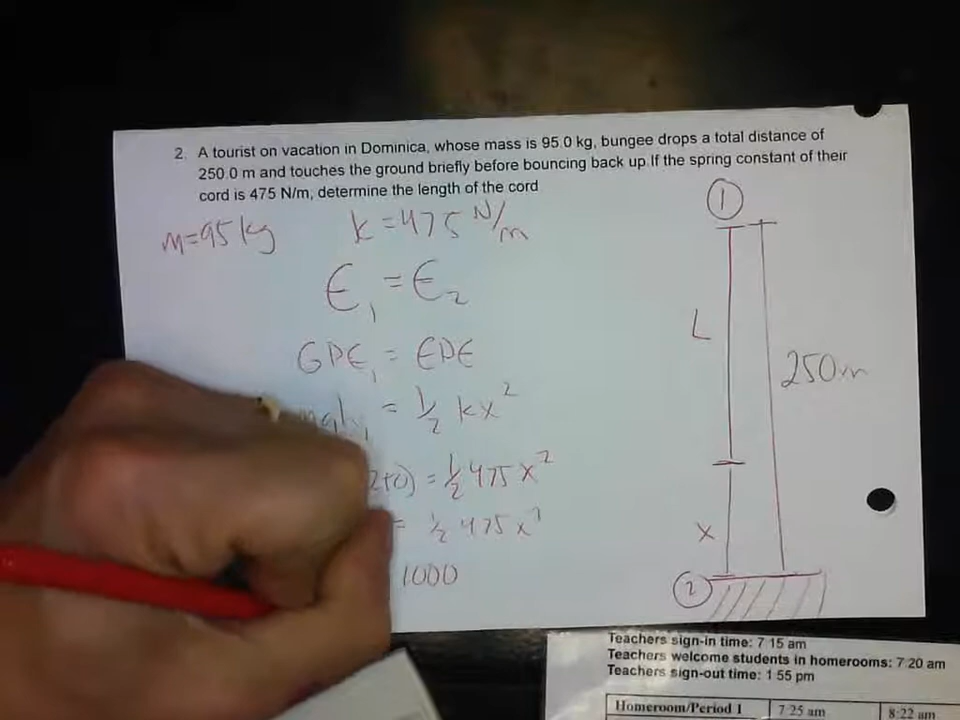 2. A tourist on vacation in Dominica, whose mass is 95.0 kg, bungee drops a total distance of
250.0 m and touches the ground briefly before bouncing back up. If the spring constant of their
cord is 475 N/m, determine the length of the cord
m=95 kg k=475 N/m
E₁ = E₂
GPE₁ = EPE
mgh₁ = ½ kx²
= ½ 475 x²
= ½ 475 x²
1000
1
L
250m
x
2
Teachers sign-in time: 7 15 am
Teachers welcome students in homerooms: 7 20 am
Teachers sign-out time: 1 55 pm
Homeroom/Period 1 7 25 am 8:22 am